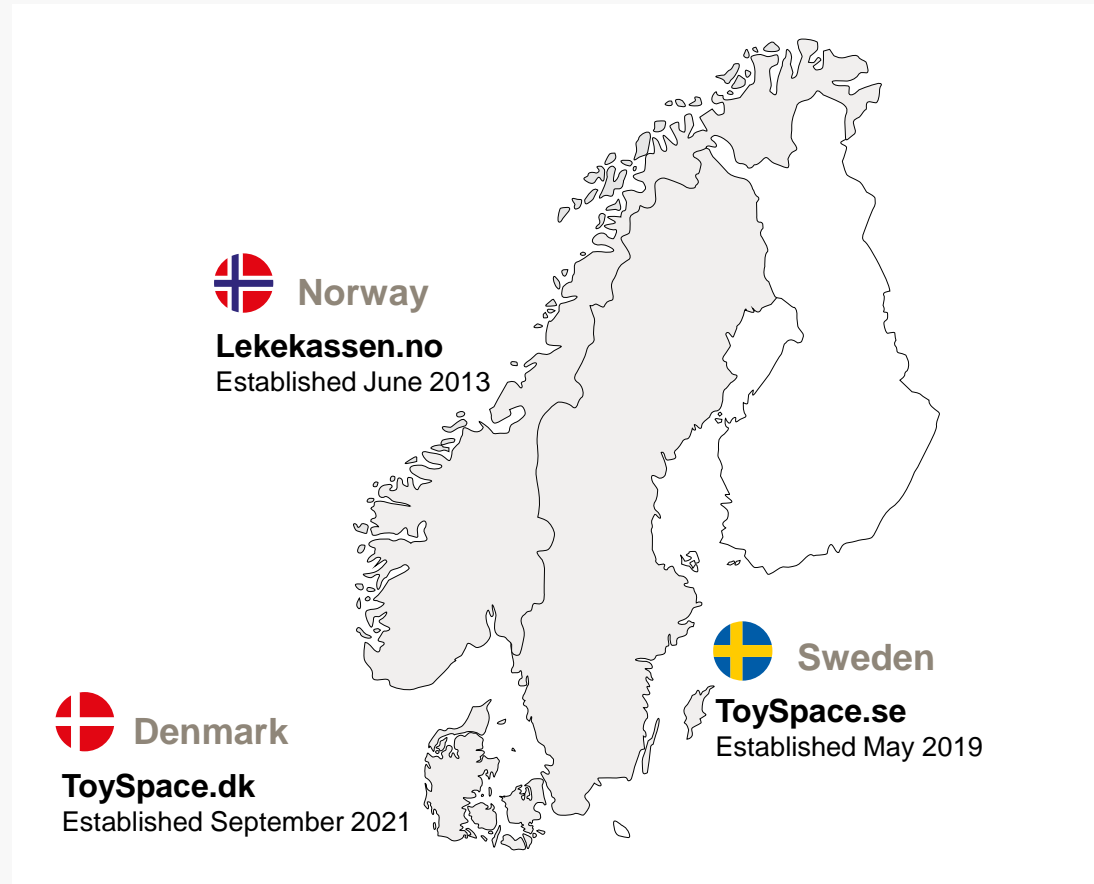 Norway
Lekekassen.no
Established June 2013
Sweden
ToySpace.se
Established May 2019
Denmark
ToySpace.dk
Established September 2021